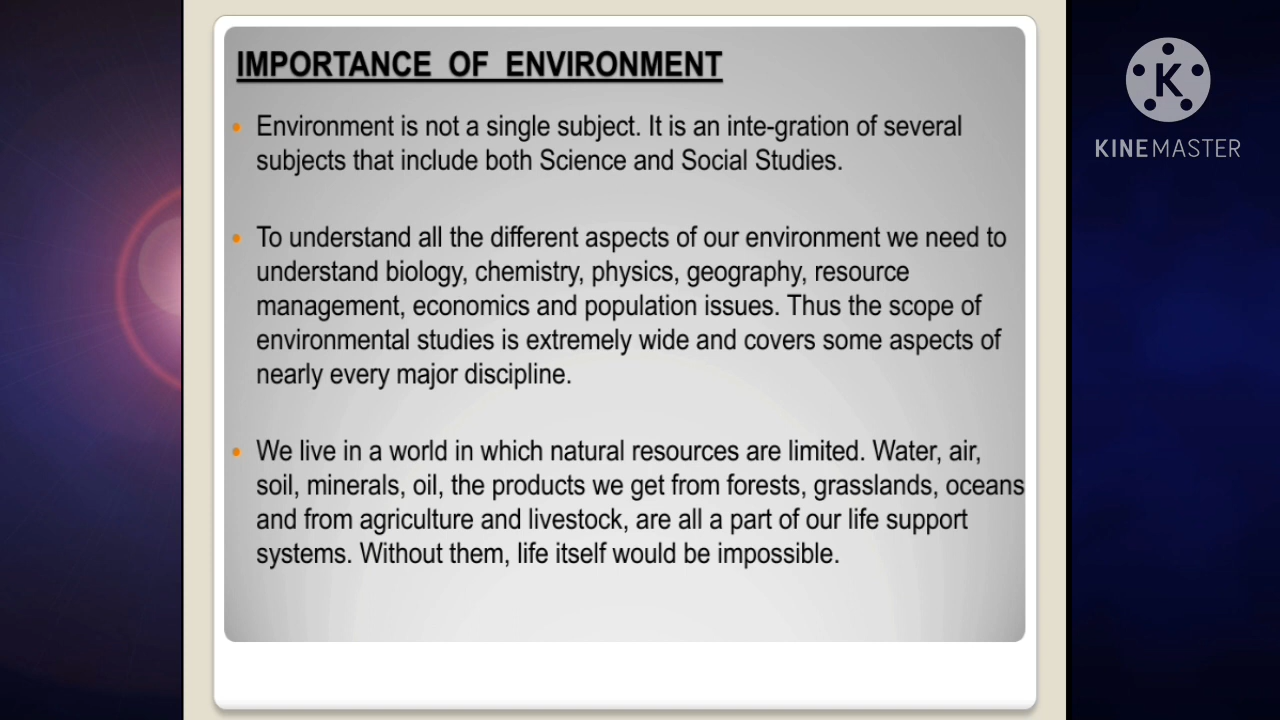 IMPORTANCE OF ENVIRONMENT
Environment is not a single subject. It is an inte-gration of several
subjects that include both Science and Social Studies.
To understand all the different aspects of our environment we need to
understand biology, chemistry, physics, geography, resource
management, economics and population issues. Thus the scope of
environmental studies is extremely wide and covers some aspects of
nearly every major discipline.
We live in a world in which natural resources are limited. Water, air,
soil, minerals, oil, the products we get from forests, grasslands, oceans
and from agriculture and livestock, are all a part of our life support
systems. Without them, life itself would be impossible.
K
KINEMASTER